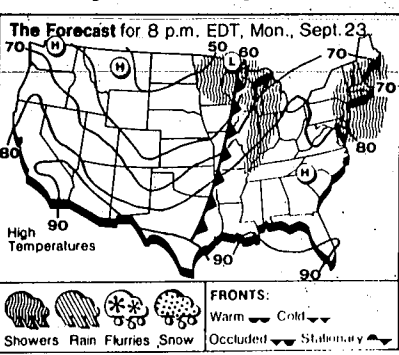 The Forecast for 8 p.m. EDT, Mon., Sept. 23.
70 H H 50 L 60 70
70
80 80
H
90 90
90
High
Temperatures
Showers Rain Flurries Snow
FRONTS:
Warm Cold
Occluded Stationary